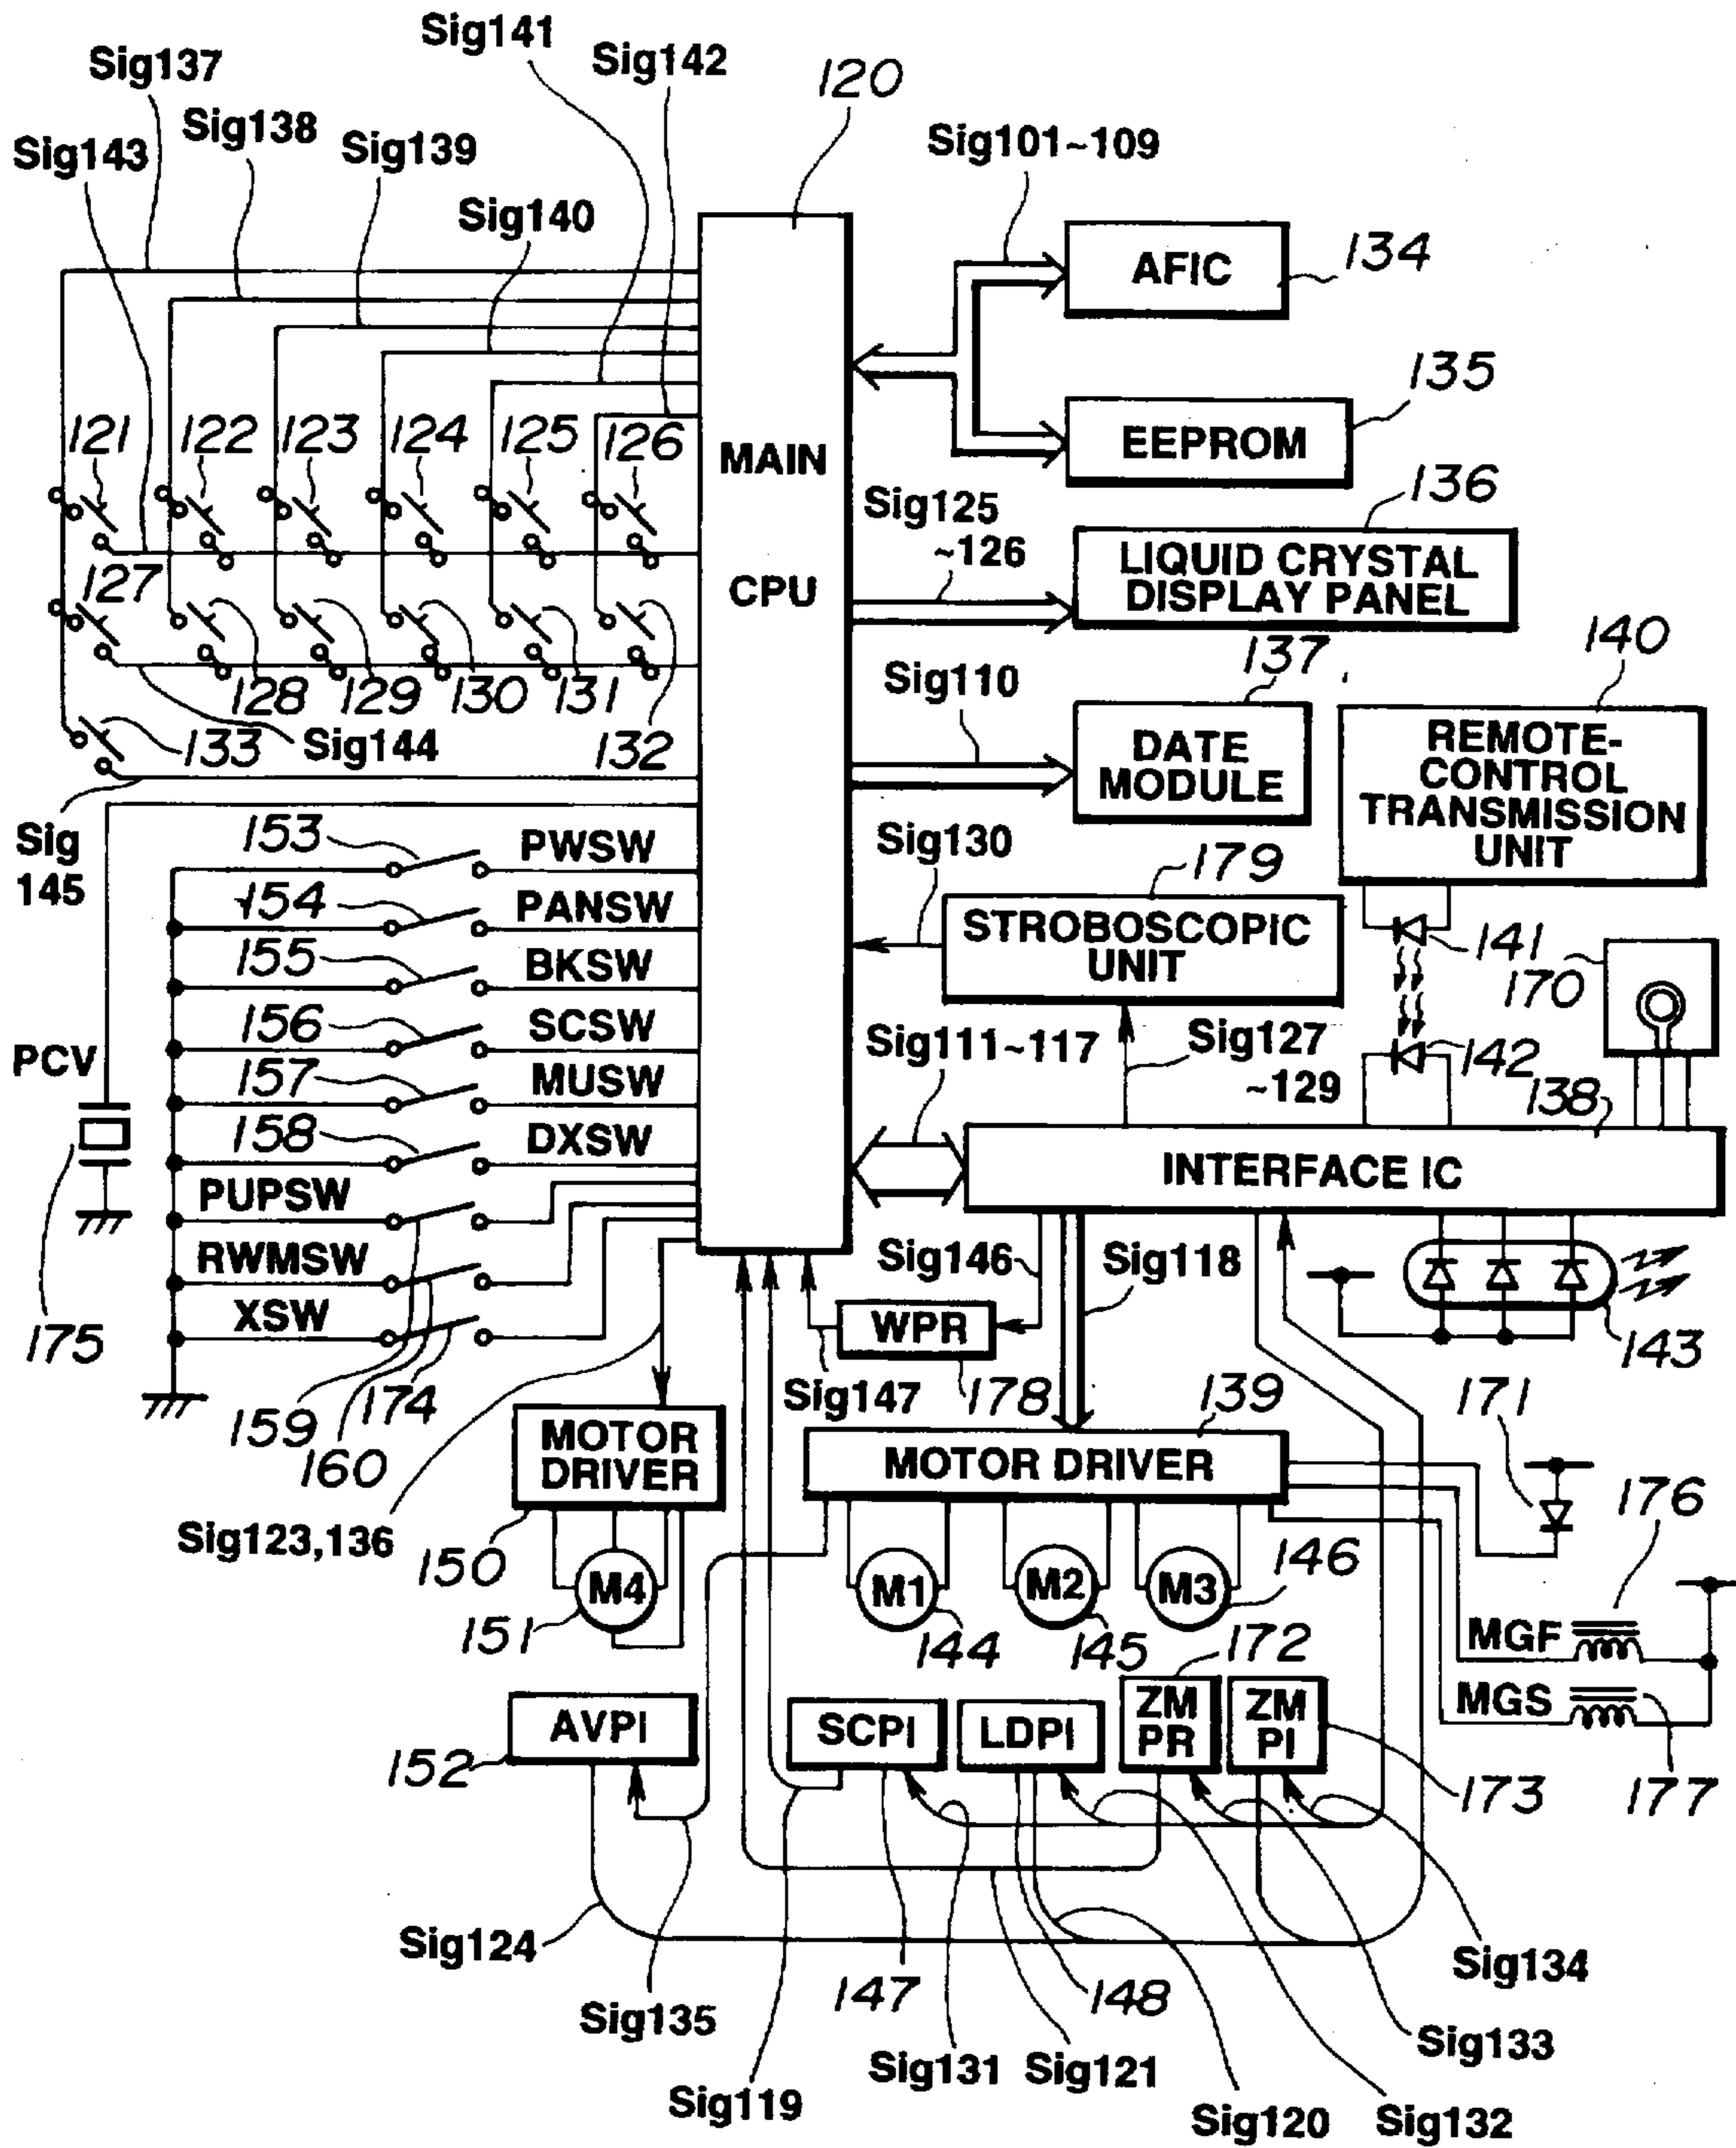 Sig141
Sig137
Sig142
120
Sig138
Sig101~109
Sig143
Sig139
Sig140
AFIC
134
135
121
122
123
124
125
126
MAIN
EEPROM
136
Sig125
~126
LIQUID CRYSTAL
DISPLAY PANEL
127
CPU
140
137
Sig110
128
129
130
131
132
133
Sig144
DATE
MODULE
REMOTE-
CONTROL
TRANSMISSION
UNIT
Sig
145
153
PWSW
Sig130
179
154
PANSW
STROBOSCOPIC
UNIT
141
155
BKSW
170
156
SCSW
Sig111~117
Sig127
~129
142
PCV
157
MUSW
138
158
DXSW
INTERFACE IC
PUPSW
RWMSW
Sig146
Sig118
XSW
WPR
175
143
174
Sig147
178
139
171
159
160
MOTOR
DRIVER
MOTOR DRIVER
176
Sig123,136
150
M4
M1
M2
M3
146
151
144
145
172
MGF
MGS
AVPI
SCPI
LDPI
ZM
PR
ZM
PI
152
173
177
Sig124
Sig134
147
148
Sig135
Sig133
Sig131
Sig121
Sig119
Sig120
Sig132